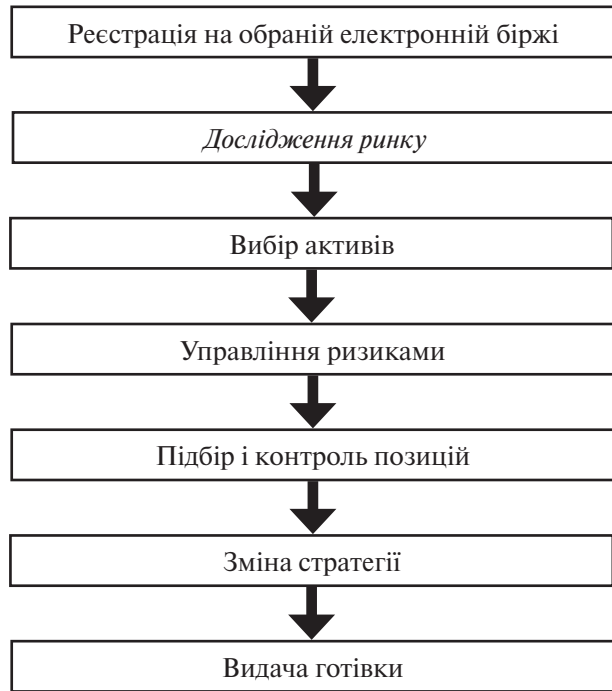 Реєстрація на обраній електронній біржі
Дослідження ринку
Вибір активів
Управління ризиками
Підбір і контроль позицій
Зміна стратегії
Видача готівки